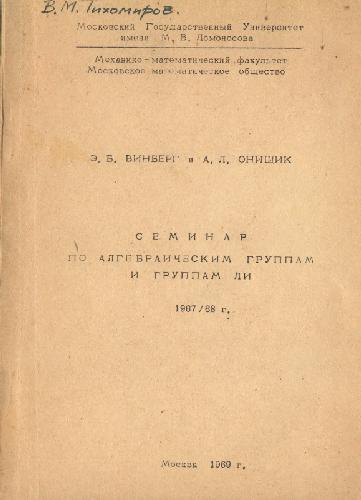 В. М. Тихомиров.
Московский Государственный Университет
имени М. В. Ломоносова
Механико-математический факультет
Московское математическое общество
Э. Б. ВИНБЕРГ и А. Л. ОНИЩИК
СЕМИНАР
ПО АЛГЕБРАИЧЕСКИМ ГРУППАМ
И ГРУППАМ ЛИ
1967/68 г.
Москва 1969 г.